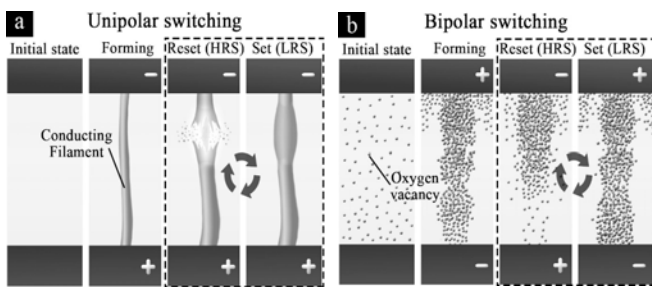 a Unipolar switching
Initial state Forming Reset (HRS) Set (LRS)
− − −
Conducting
Filament
+ + +
b Bipolar switching
Initial state Forming Reset (HRS) Set (LRS)
+ − +
Oxygen
vacancy
− + −